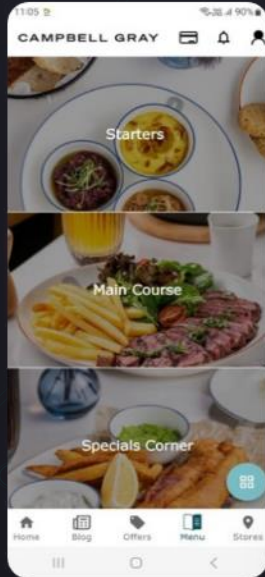 11:05
90%
CAMPBELL GRAY
Starters
Main Course
Specials Corner
Home Blog Offers Menu Stores